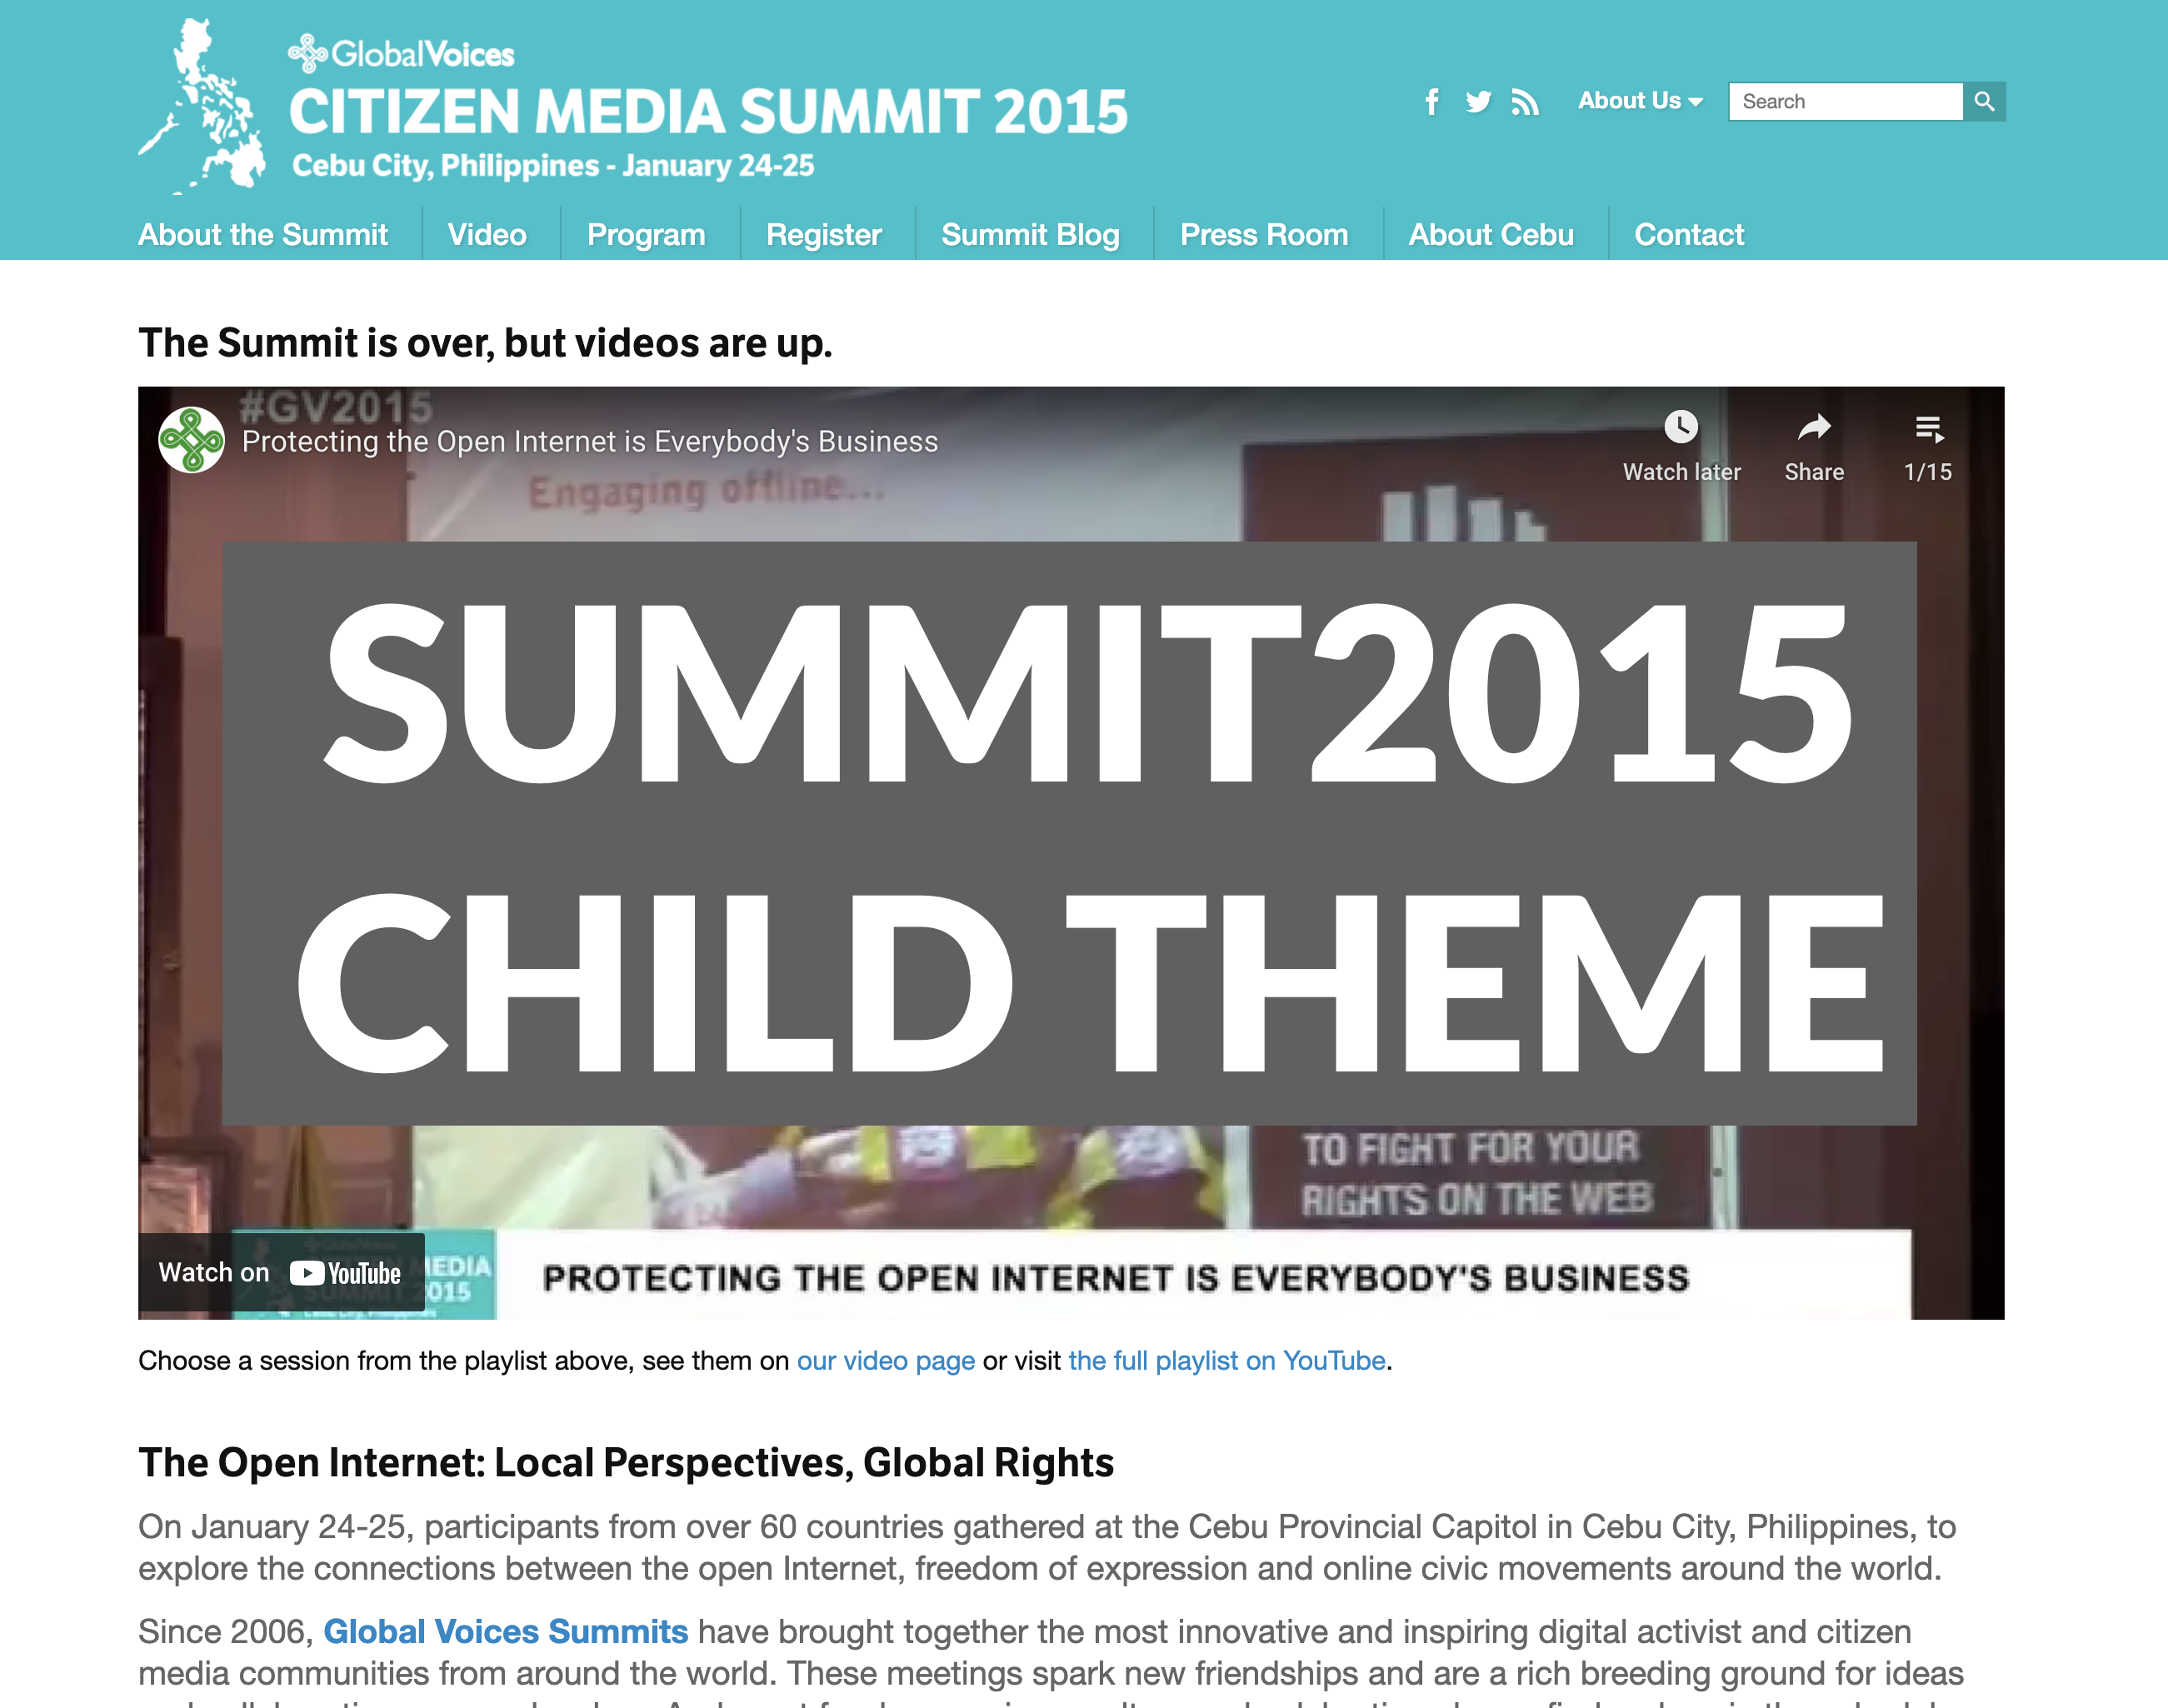 GlobalVoices
CITIZEN MEDIA SUMMIT 2015
Cebu City, Philippines - January 24-25
About Us
Search
About the Summit
Video
Program
Register
Summit Blog
Press Room
About Cebu
Contact
The Summit is over, but videos are up.
#GV2015
Protecting the Open Internet is Everybody's Business
Watch later
Share
1/15
Engaging offline...
SUMMIT2015
CHILD THEME
TO FIGHT FOR YOUR
RIGHTS ON THE WEB
Watch on YouTube
MEDIA
SUMMIT 2015
PROTECTING THE OPEN INTERNET IS EVERYBODY'S BUSINESS
Choose a session from the playlist above, see them on our video page or visit the full playlist on YouTube.
The Open Internet: Local Perspectives, Global Rights
On January 24-25, participants from over 60 countries gathered at the Cebu Provincial Capitol in Cebu City, Philippines, to
explore the connections between the open Internet, freedom of expression and online civic movements around the world.
Since 2006, Global Voices Summits have brought together the most innovative and inspiring digital activist and citizen
media communities from around the world. These meetings spark new friendships and are a rich breeding ground for ideas